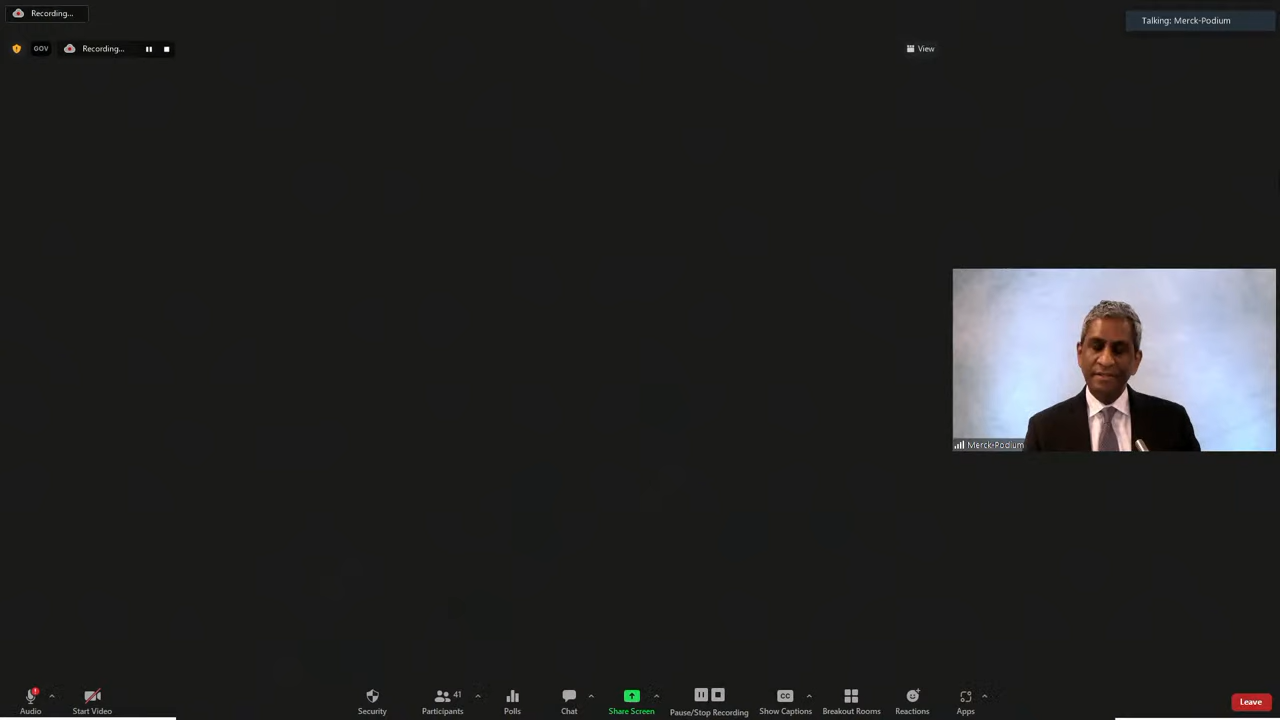 Recording...
Talking: Merck-Podium
GOV
Recording...
View
Merck-Podium
Audio
Start Video
Security
Participants
41
Polls
Chat
Share Screen
Pause/Stop Recording
CC
Show Captions
Breakout Rooms
Reactions
Apps
Leave